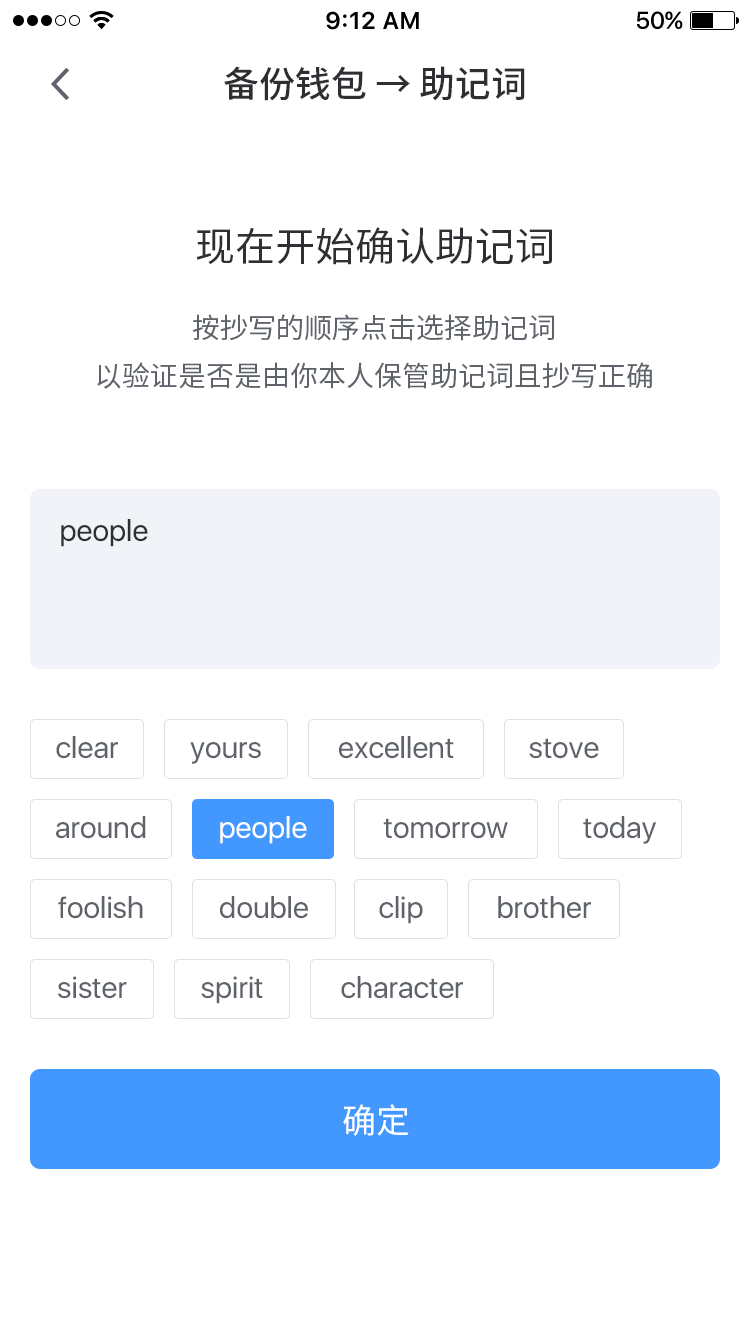 9:12 AM 50%
备份钱包 → 助记词
现在开始确认助记词
按抄写的顺序点击选择助记词
以验证是否是由你本人保管助记词且抄写正确
people
clear yours excellent stove
around people tomorrow today
foolish double clip brother
sister spirit character
确定